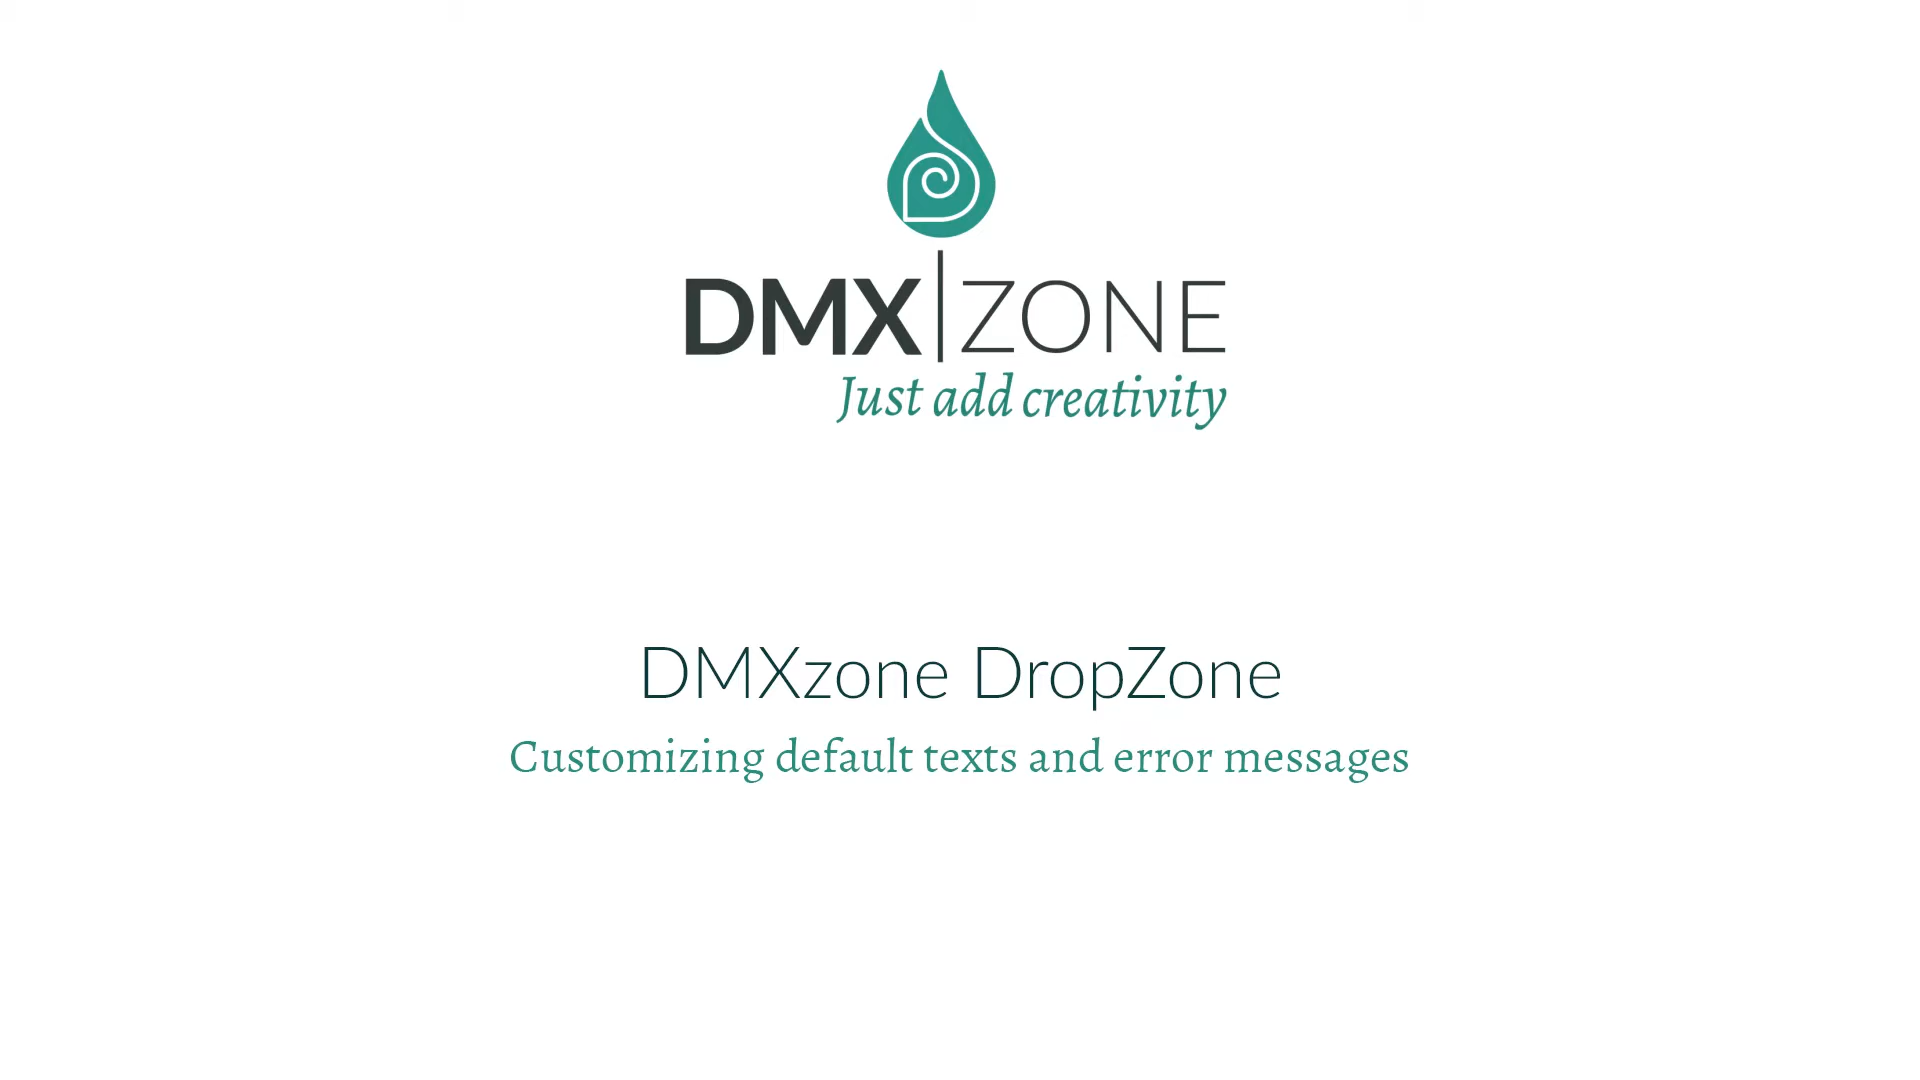 DMX|ZONE
Just add creativity
DMXzone DropZone
Customizing default texts and error messages